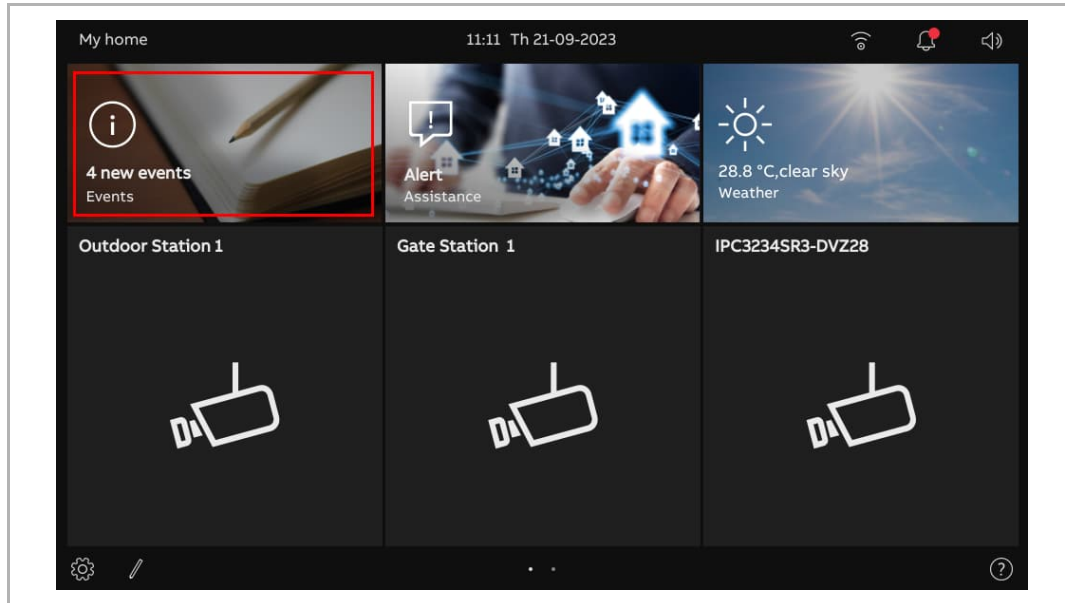 My home
11:11 Th 21-09-2023
4 new events
Events
Alert
Assistance
28.8 °C,clear sky
Weather
Outdoor Station 1
Gate Station 1
IPC3234SR3-DVZ28